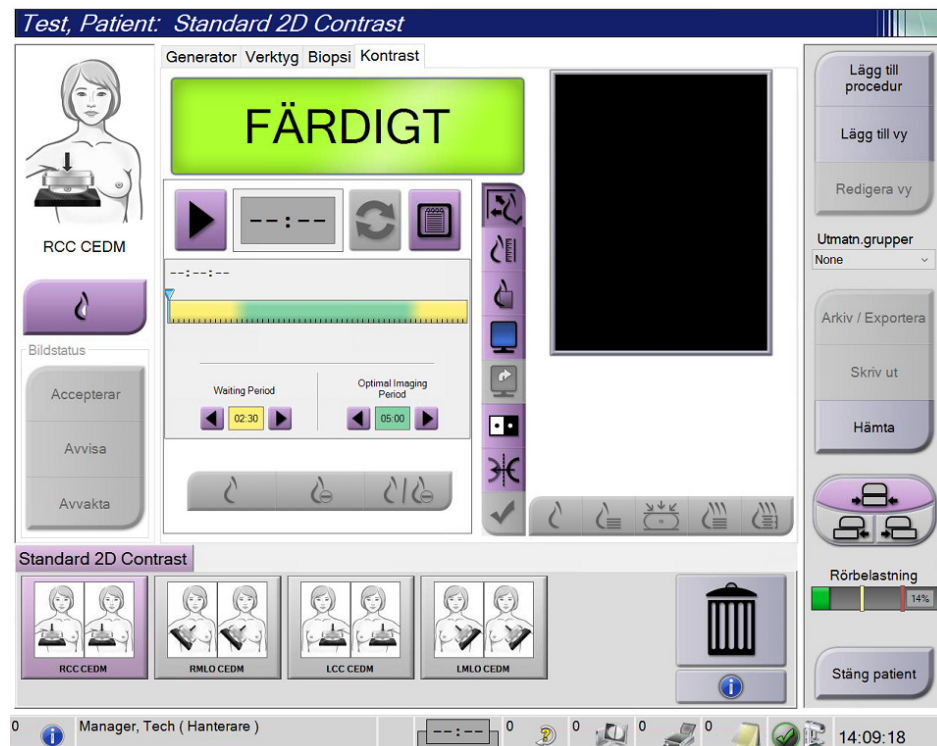 Test, Patient: Standard 2D Contrast
Generator Verktyg Biopsi Kontrast
FÄRDIGT
--:--
RCC CEDM
--:--:--
Waiting Period
Optimal Imaging
Period
02:30
05:00
Bildstatus
Accepterar
Avvisa
Avvakta
Lägg till
procedur
Lägg till vy
Redigera vy
Utmatn.grupper
None
Arkiv / Exportera
Skriv ut
Hämta
Rörbelastning
14%
Stäng patient
Standard 2D Contrast
RCC CEDM
RMLO CEDM
LCC CEDM
LMLO CEDM
0
Manager, Tech ( Hanterare )
--:--
0
0
0
0
14:09:18